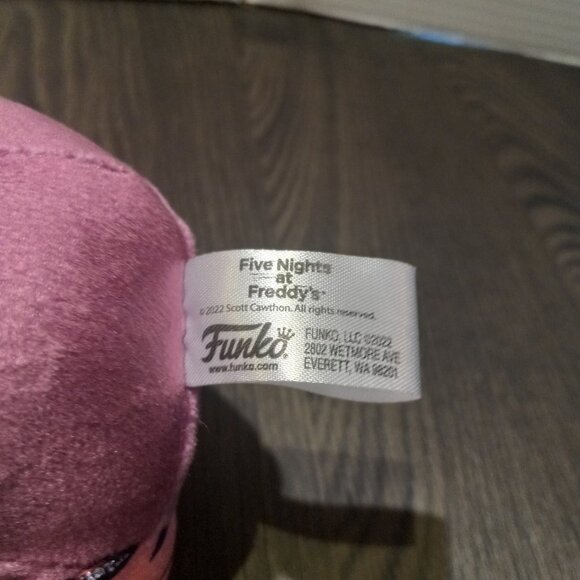 Five Nights
at
Freddy's™
© 2022 Scott Cawthon. All rights reserved.
Funko®
www.funko.com
FUNKO, LLC ©2022
2802 WETMORE AVE
EVERETT, WA 98201